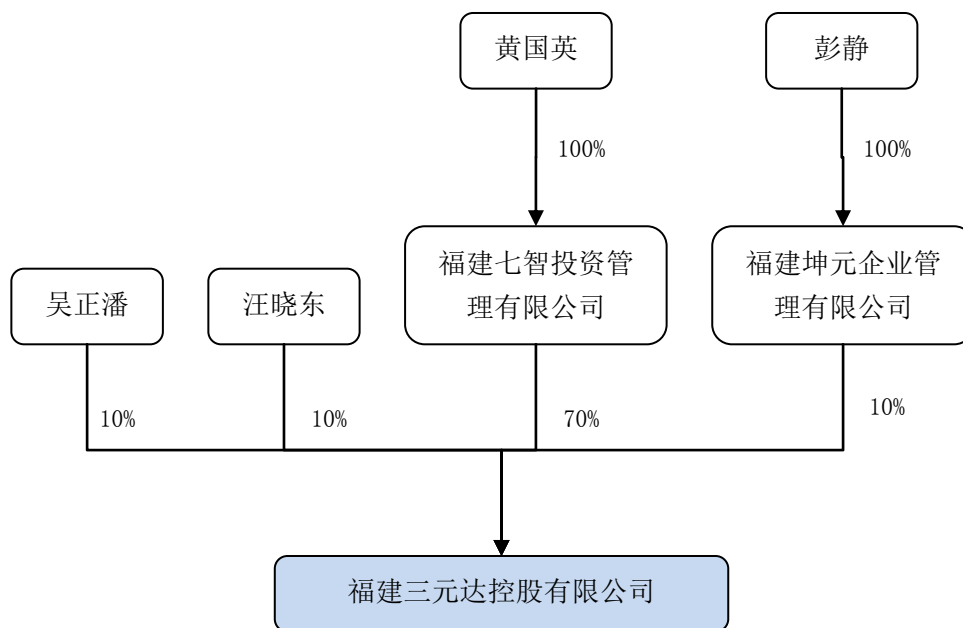 黄国英
彭静
100%
100%
福建七智投资管
理有限公司
福建坤元企业管
理有限公司
吴正潘
汪晓东
10%
10%
70%
10%
福建三元达控股有限公司